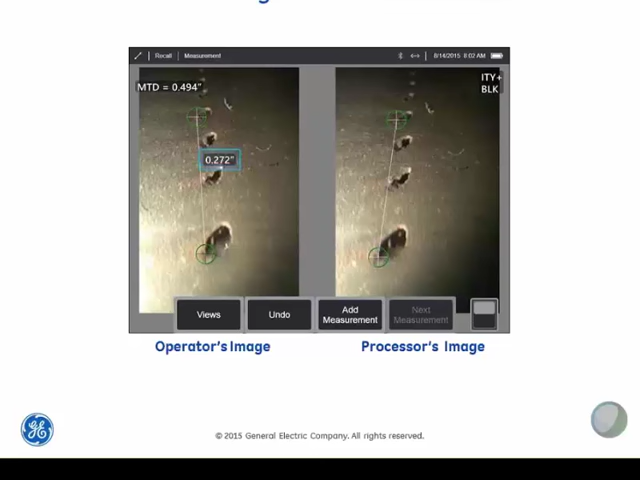 Recall
Measurement
8/14/2015 8:02 AM
MTD = 0.494"
ITY+
BLK
0.272"
Views
Undo
Add
Measurement
Next
Measurement
Operator's Image
Processor's Image
GE
© 2015 General Electric Company. All rights reserved.